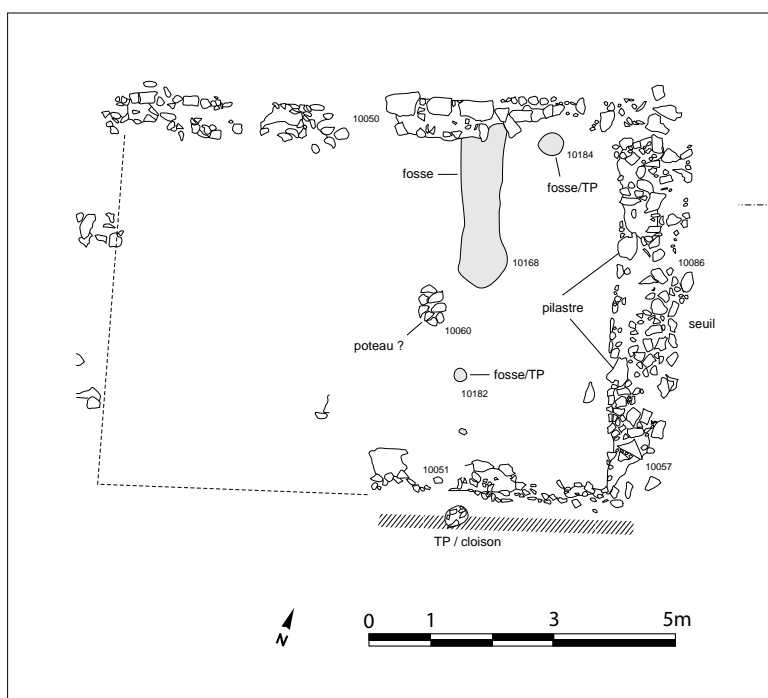 10050
10184
fosse
fosse/TP
10168
10086
pilastre
seuil
10060
poteau ?
fosse/TP
10182
10051
10057
TP / cloison
N
0 1 3 5m